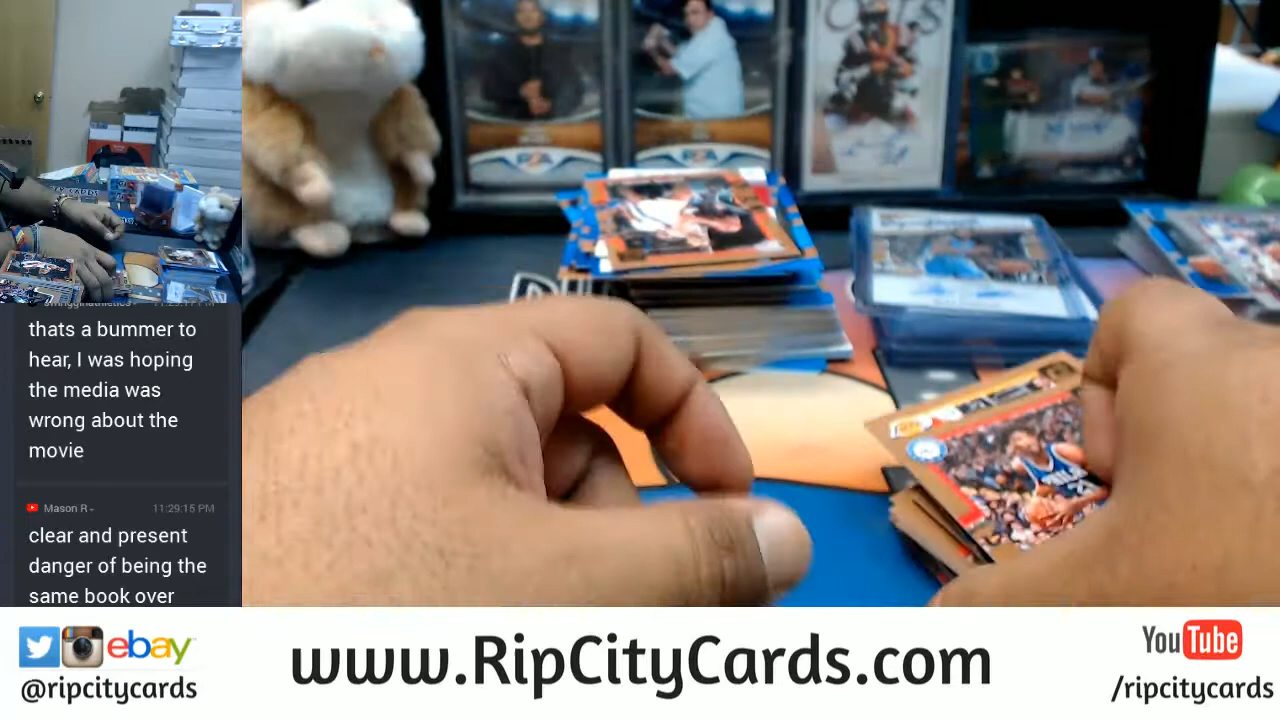 thats a bummer to
hear, I was hoping
the media was
wrong about the
movie
Mason R - 11:29:15 PM
clear and present
danger of being the
same book over
ebay
@ripcitycards
www.RipCityCards.com
YouTube
/ripcitycards